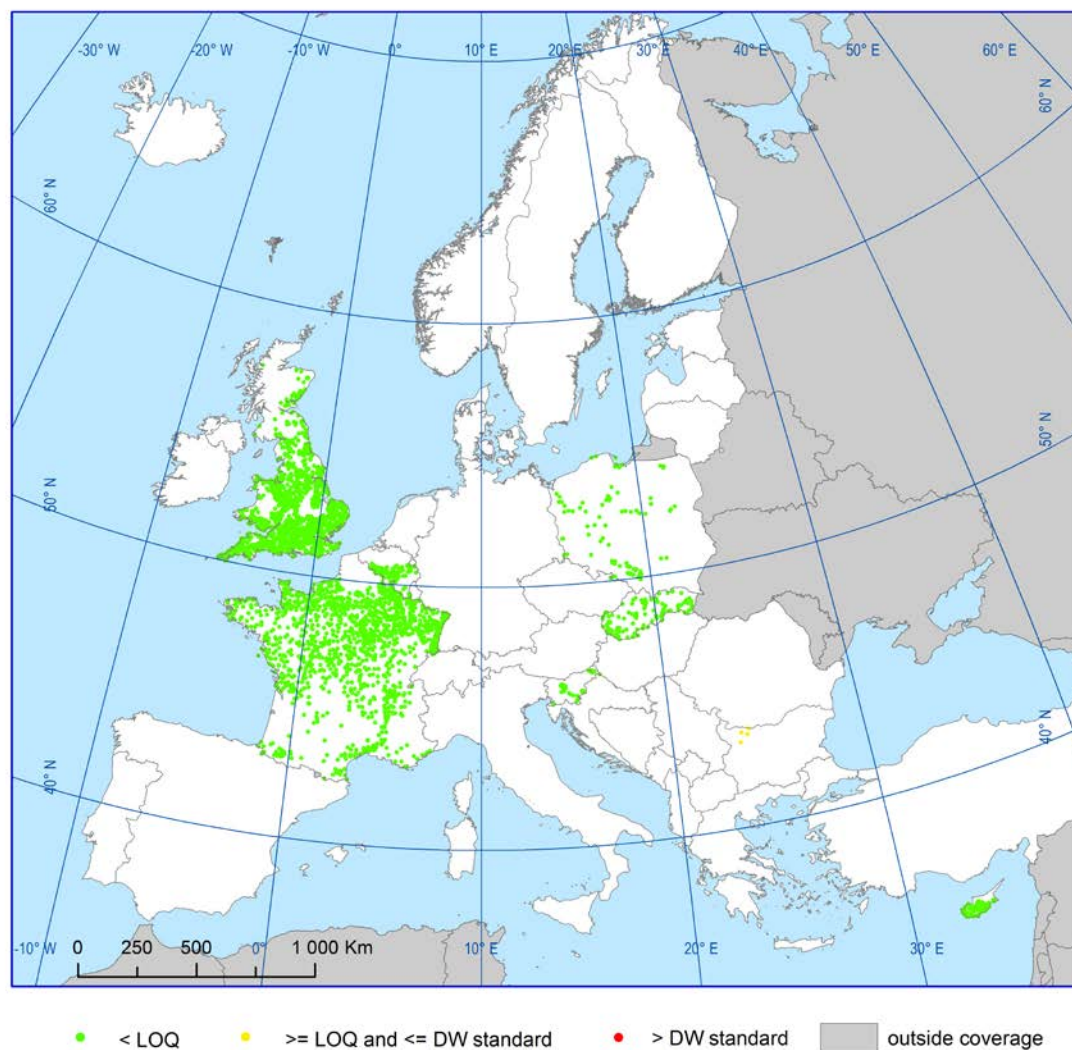 -30° W -20° W -10° W 0° 10° E 20° E 30° E 40° E 50° E 60° E
60° N
60° N
50° N
50° N
40° N
40° N
0 250 500 1 000 Km
-10° W 0° 10° E 20° E 30° E
< LOQ >= LOQ and <= DW standard > DW standard outside coverage